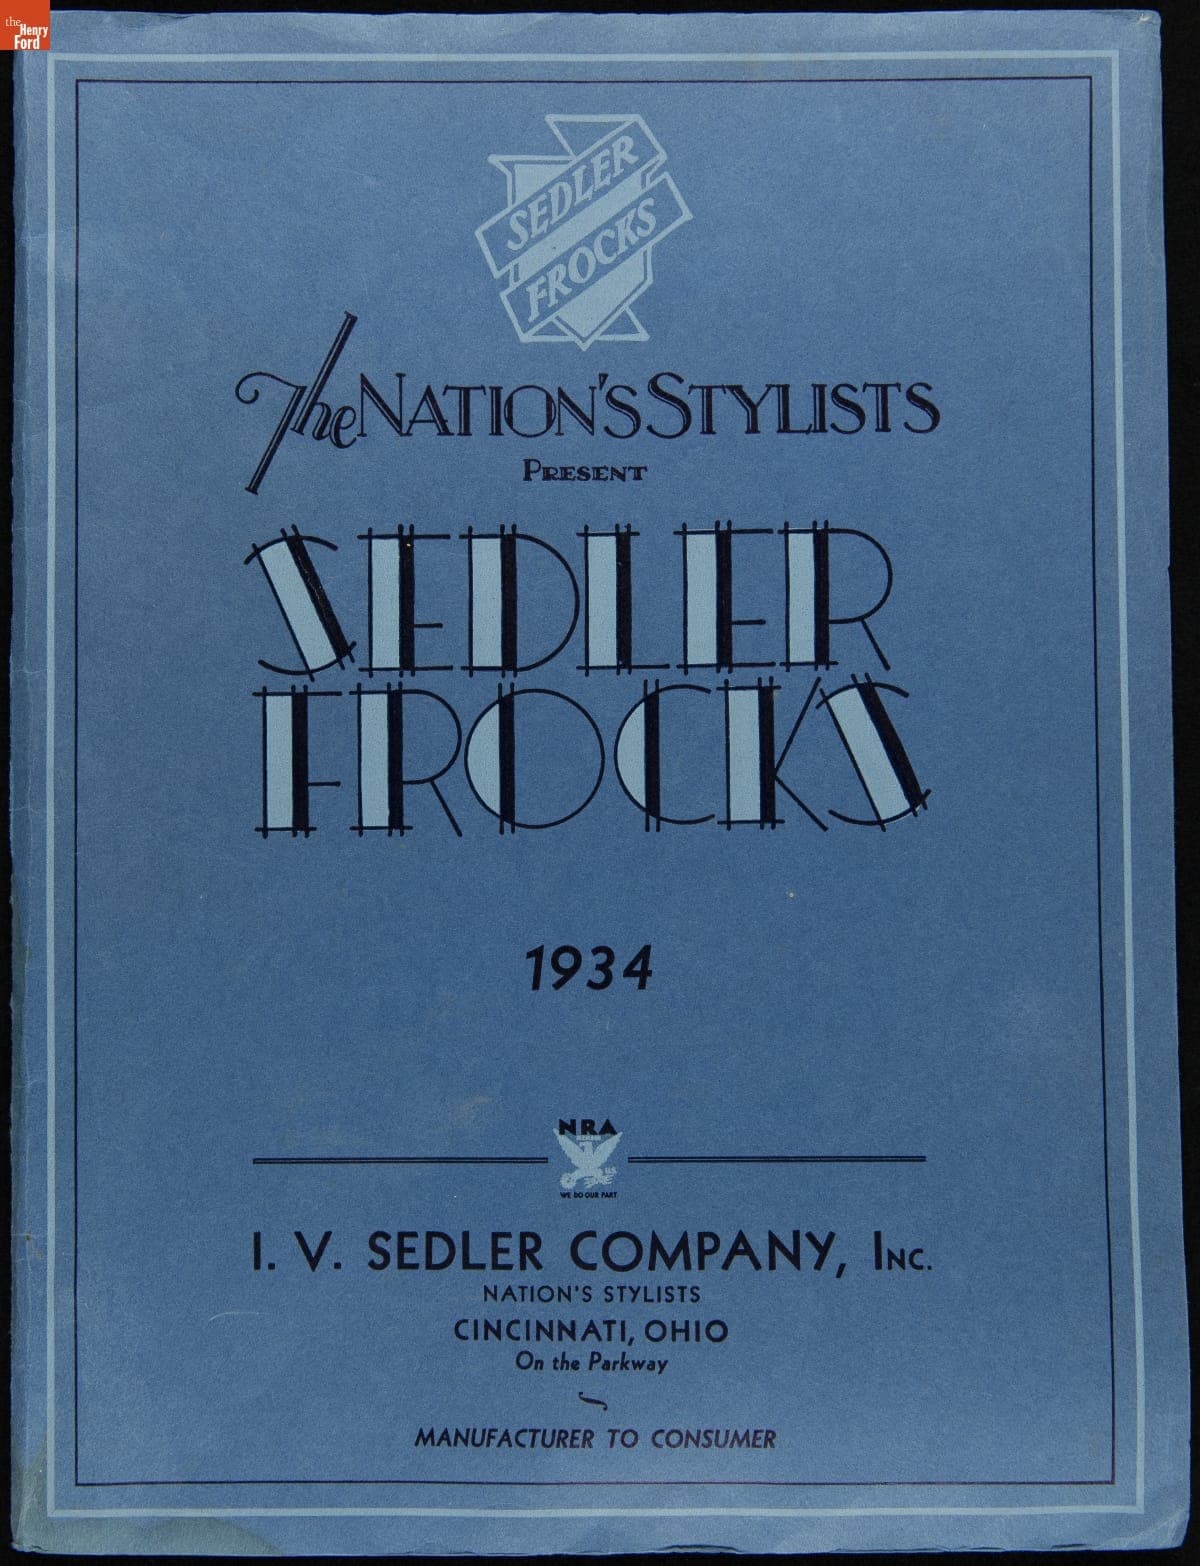 the
Henry
Ford
SEDLER
FROCKS
The NATION'S STYLISTS
PRESENT
SEDLER
FROCKS
1934
NRA
U.S.
WE DO OUR PART
I. V. SEDLER COMPANY, INC.
NATION'S STYLISTS
CINCINNATI, OHIO
On the Parkway
MANUFACTURER TO CONSUMER